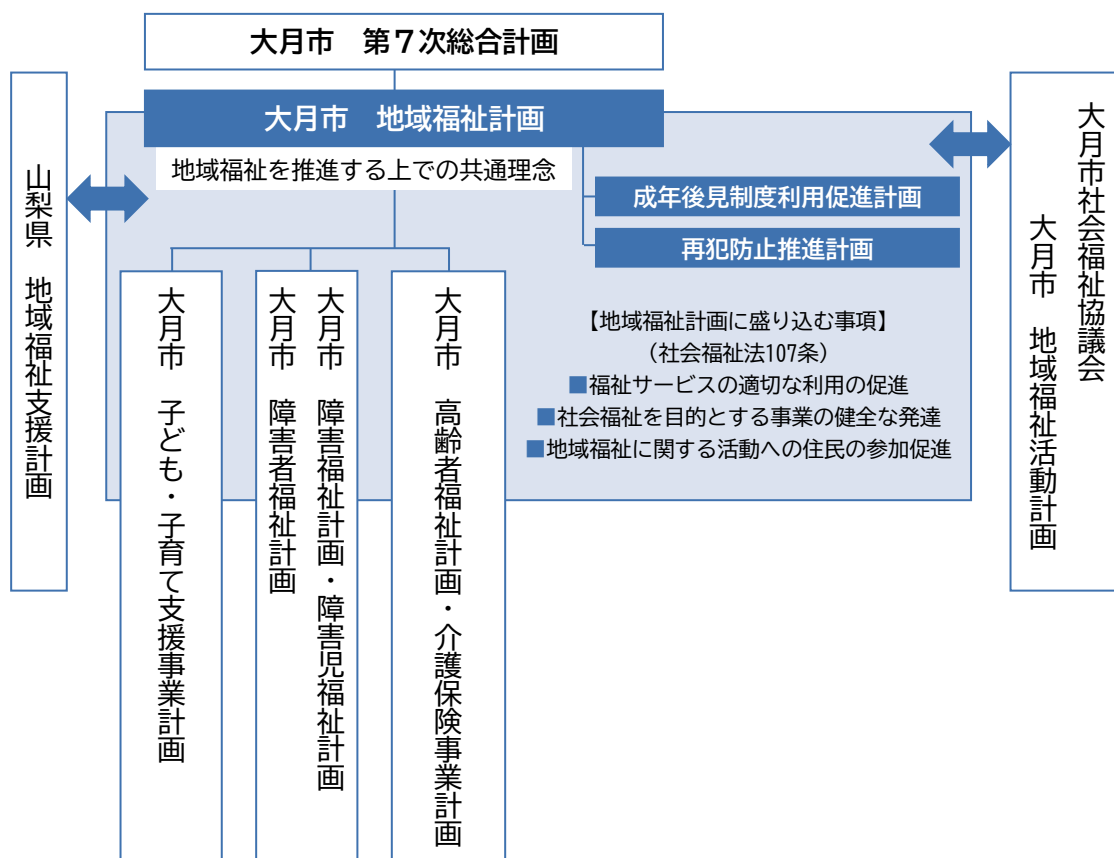 大月市　第７次総合計画
大月市　地域福祉計画
地域福祉を推進する上での共通理念
成年後見制度利用促進計画
再犯防止推進計画
山梨県　地域福祉支援計画
大月市社会福祉協議会
大月市　地域福祉活動計画
大月市　子ども・子育て支援事業計画
大月市　障害福祉計画・障害児福祉計画
大月市　障害者福祉計画
大月市　高齢者福祉計画・介護保険事業計画
【地域福祉計画に盛り込む事項】
（社会福祉法107条）
■福祉サービスの適切な利用の促進
■社会福祉を目的とする事業の健全な発達
■地域福祉に関する活動への住民の参加促進